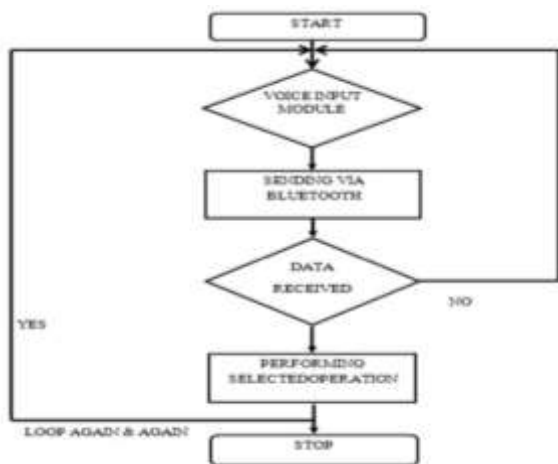 START
VOICE INPUT
MODULE
SENDING VIA
BLUETOOTH
DATA
RECEIVED
NO
YES
PERFORMING
SELECTEDOPERATION
LOOP AGAIN & AGAIN
STOP